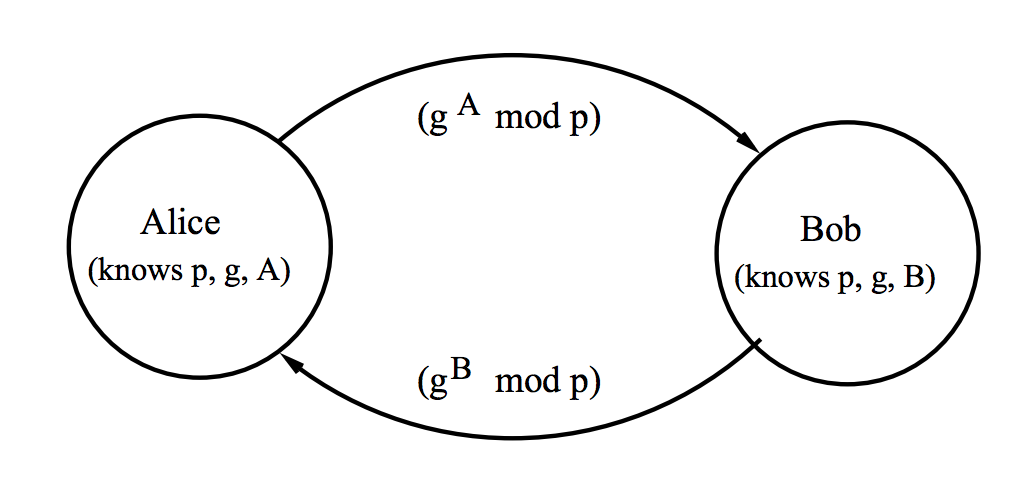 (g A mod p)
Alice
(knows p, g, A)
Bob
(knows p, g, B)
(g B mod p)